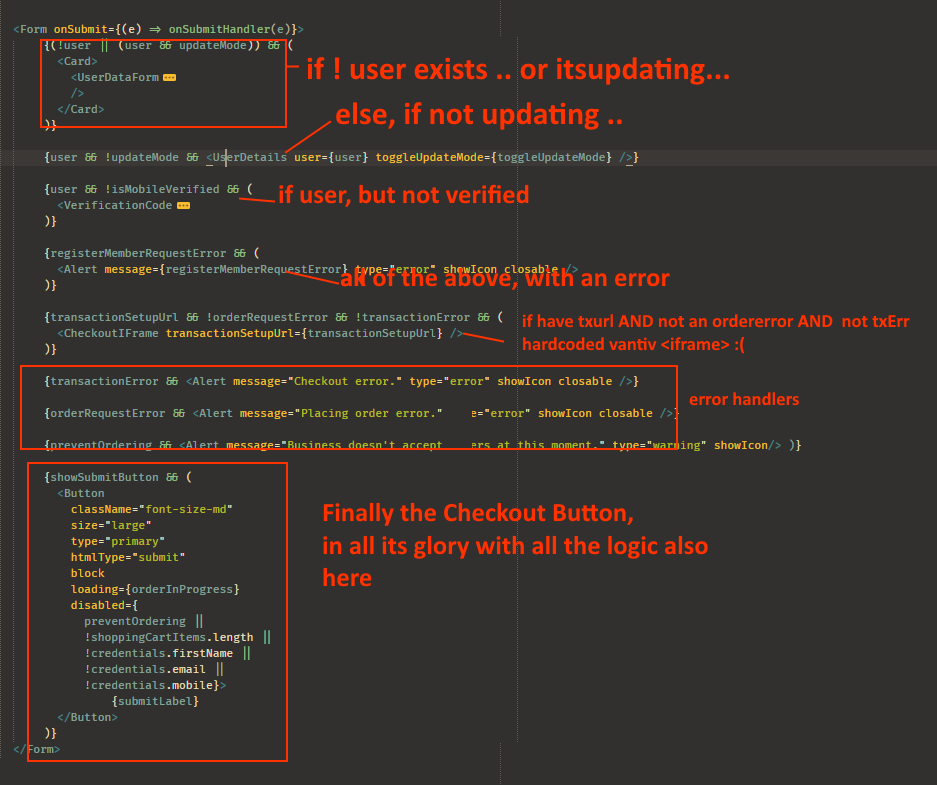 <Form onSubmit={(e) => onSubmitHandler(e)}>
{(!user || (user && updateMode)) && (
<Card>
<UserDataForm ...
/>
</Card>
)}
if ! user exists .. or itsupdating...
else, if not updating ..
{user && !updateMode && <UserDetails user={user} toggleUpdateMode={toggleUpdateMode} />}
{user && !isMobileVerified && (
<VerificationCode ...
)}
if user, but not verified
{registerMemberRequestError && (
<Alert message={registerMemberRequestError} type="error" showIcon closable />
)}
of the above, with an error
{transactionSetupUrl && !orderRequestError && !transactionError && (
<CheckoutIFrame transactionSetupUrl={transactionSetupUrl} />
)}
if have txurl AND not an ordererror AND not txErr
hardcoded vantiv <iframe> :(
{transactionError && <Alert message="Checkout error." type="error" showIcon closable />}
{orderRequestError && <Alert message="Placing order error." e="error" showIcon closable />}
error handlers
{preventOrdering && <Alert message="Business doesn't accept ers at this moment." type="warning" showIcon/> )}
{showSubmitButton && (
<Button
className="font-size-md"
size="large"
type="primary"
htmlType="submit"
block
loading={orderInProgress}
disabled={
preventOrdering ||
!shoppingCartItems.length ||
!credentials.firstName ||
!credentials.email ||
!credentials.mobile}>
{submitLabel}
</Button>
)}
</Form>
Finally the Checkout Button,
in all its glory with all the logic also
here